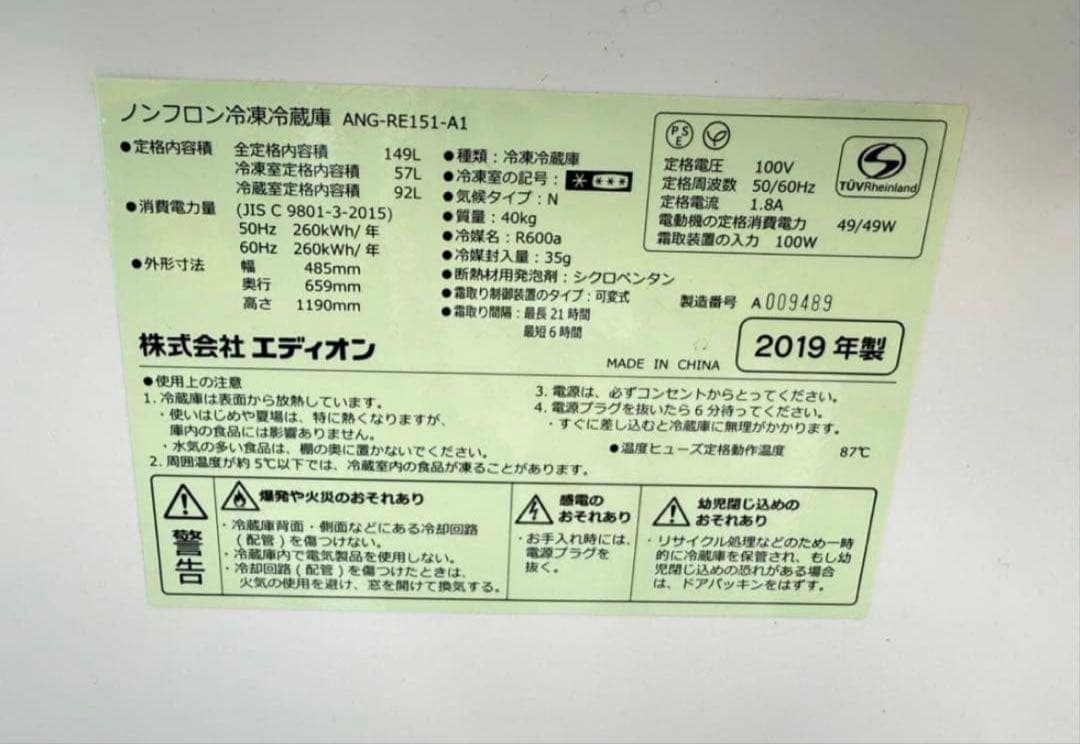 ノンフロン冷凍冷蔵庫 ANG-RE151-A1
●定格内容積 全定格内容積 149L
冷凍室定格内容積 57L
冷蔵室定格内容積 92L
●消費電力量 (JIS C 9801-3-2015)
50Hz 260kWh/年
60Hz 260kWh/年
●外形寸法 幅 485mm
奥行 659mm
高さ 1190mm
●種類：冷凍冷蔵庫
●冷凍室の記号：
●気候タイプ：N
●質量：40kg
●冷媒名：R600a
●冷媒封入量：35g
●断熱材用発泡剤：シクロペンタン
●霜取り制御装置のタイプ：可変式
●霜取り間隔：最長21時間
最短6時間
PSE
定格電圧 100V
定格周波数 50/60Hz
定格電流 1.8A
電動機の定格消費電力 49/49W
霜取装置の入力 100W
TÜVRheinland
製造番号 A009489
株式会社 エディオン
MADE IN CHINA
2019年製
●使用上の注意
1. 冷蔵庫は表面から放熱しています。
・使いはじめや夏場は、特に熱くなりますが、
庫内の食品には影響ありません。
・水気の多い食品は、棚の奥に置かないでください。
2. 周囲温度が約5℃以下では、冷蔵室内の食品が凍ることがあります。
3. 電源は、必ずコンセントからとってください。
4. 電源プラグを抜いたら6分待ってください。
・すぐに差し込むと冷蔵庫に無理がかかります。
●温度ヒューズ定格動作温度 87℃
警告
爆発や火災のおそれあり
・冷蔵庫背面・側面などにある冷却回路
(配管)を傷つけない。
・冷蔵庫内で電気製品を使用しない。
・冷却回路(配管)を傷つけたときは、
火気の使用を避け、窓を開けて換気する。
感電の
おそれあり
・お手入れ時には、
電源プラグを
抜く。
幼児閉じ込めの
おそれあり
・リサイクル処理などのため一時
的に冷蔵庫を保管され、もし幼
児閉じ込めの恐れがある場合
は、ドアパッキンをはずす。